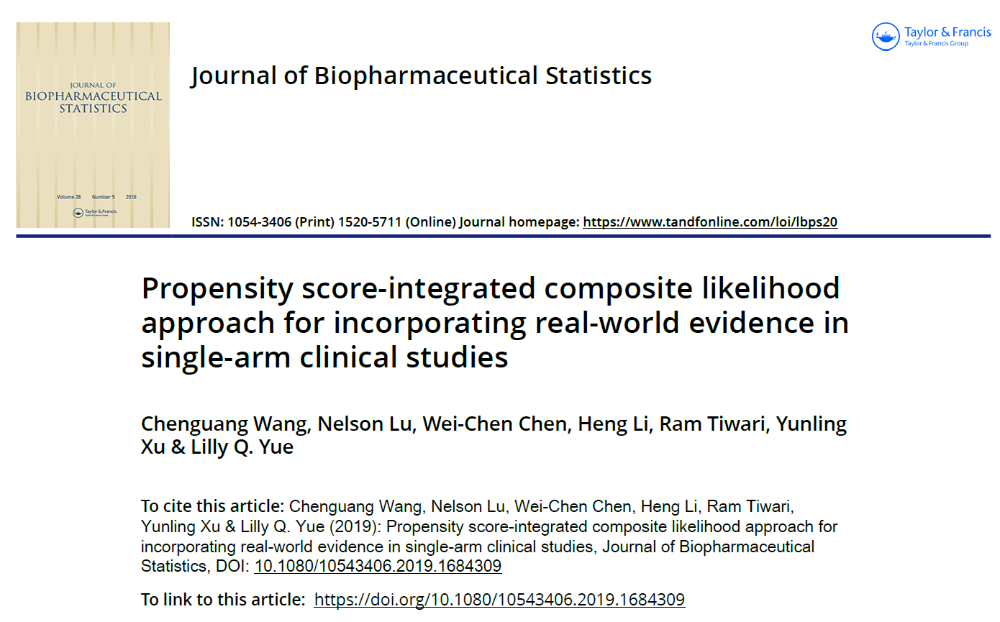 Taylor & Francis
Taylor & Francis Group
JOURNAL OF
BIOPHARMACEUTICAL
STATISTICS
Volume 28 Number 5 2018
Taylor & Francis
Taylor & Francis Group
Journal of Biopharmaceutical Statistics
ISSN: 1054-3406 (Print) 1520-5711 (Online) Journal homepage: https://www.tandfonline.com/loi/lbps20
Propensity score-integrated composite likelihood
approach for incorporating real-world evidence in
single-arm clinical studies
Chenguang Wang, Nelson Lu, Wei-Chen Chen, Heng Li, Ram Tiwari, Yunling
Xu & Lilly Q. Yue
To cite this article: Chenguang Wang, Nelson Lu, Wei-Chen Chen, Heng Li, Ram Tiwari,
Yunling Xu & Lilly Q. Yue (2019): Propensity score-integrated composite likelihood approach for
incorporating real-world evidence in single-arm clinical studies, Journal of Biopharmaceutical
Statistics, DOI: 10.1080/10543406.2019.1684309
To link to this article: https://doi.org/10.1080/10543406.2019.1684309